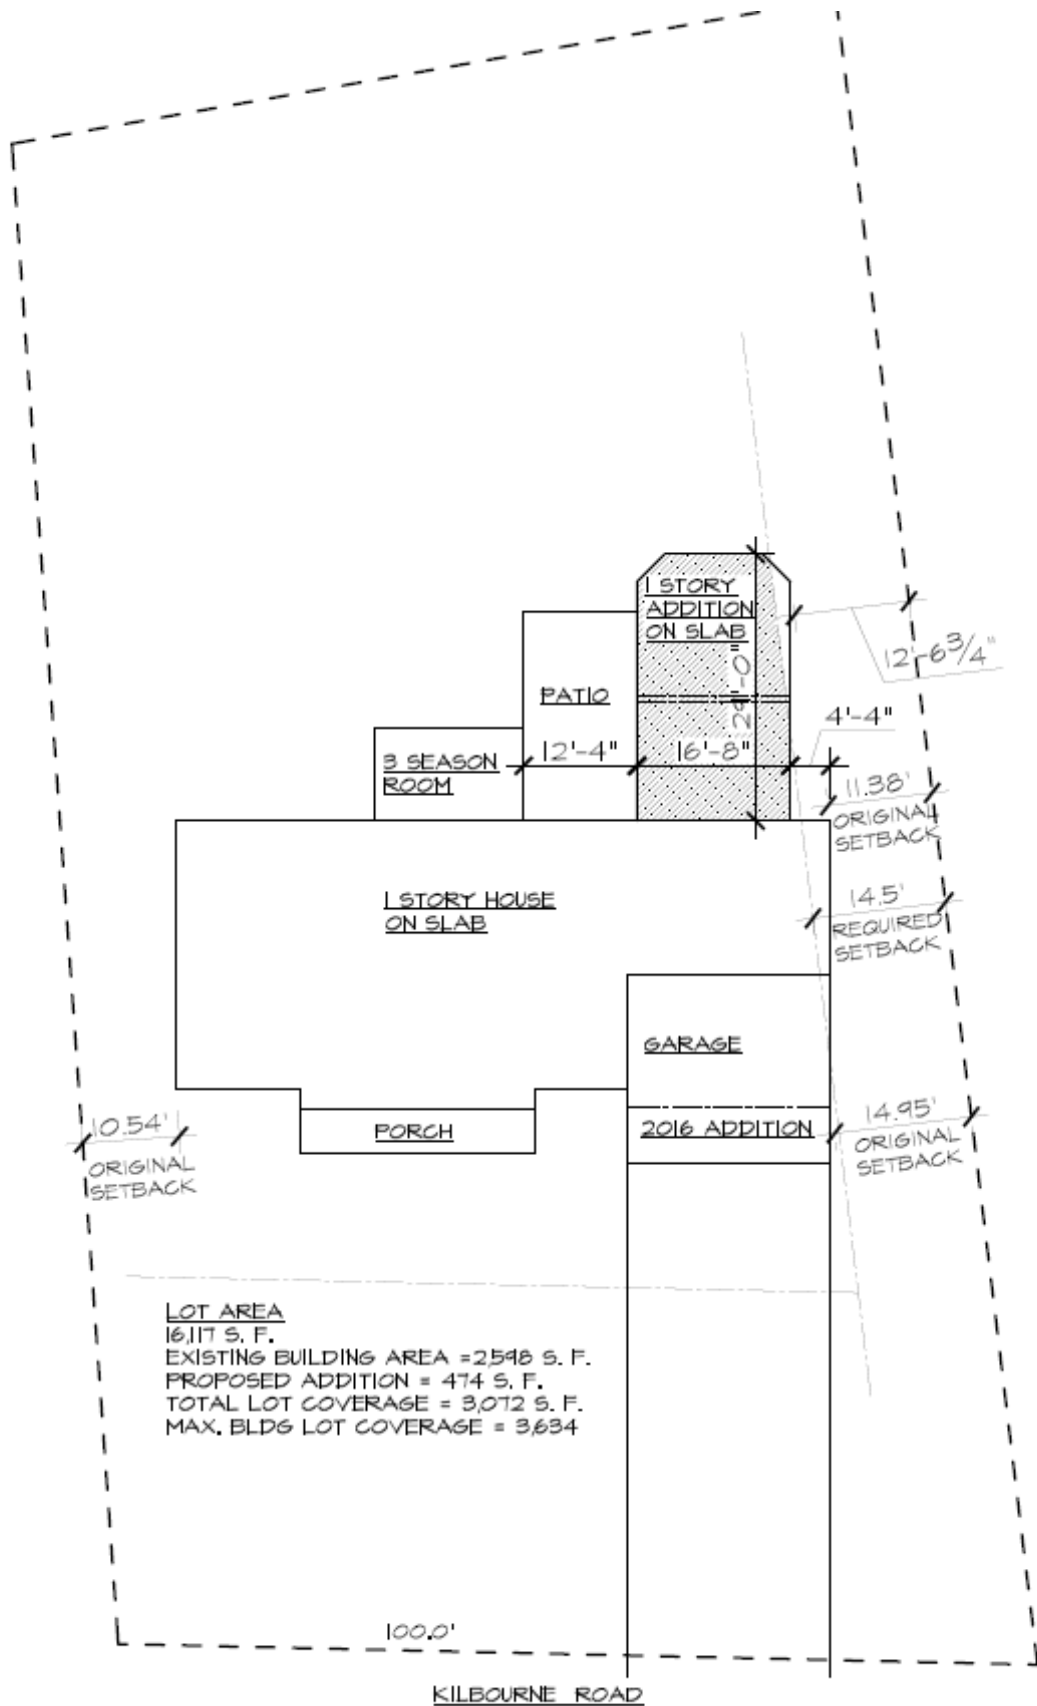 1 STORY
ADDITION
ON SLAB
29'-0"
12'-6 3/4"
PATIO
4'-4"
12'-4"
16'-8"
3 SEASON
ROOM
11.38'
ORIGINAL
SETBACK
1 STORY HOUSE
ON SLAB
14.5'
REQUIRED
SETBACK
GARAGE
10.54'
ORIGINAL
SETBACK
PORCH
2016 ADDITION
14.95'
ORIGINAL
SETBACK
LOT AREA
16,117 S. F.
EXISTING BUILDING AREA =2,598 S. F.
PROPOSED ADDITION = 474 S. F.
TOTAL LOT COVERAGE = 3,072 S. F.
MAX. BLDG LOT COVERAGE = 3,634
100.0'
KILBOURNE ROAD